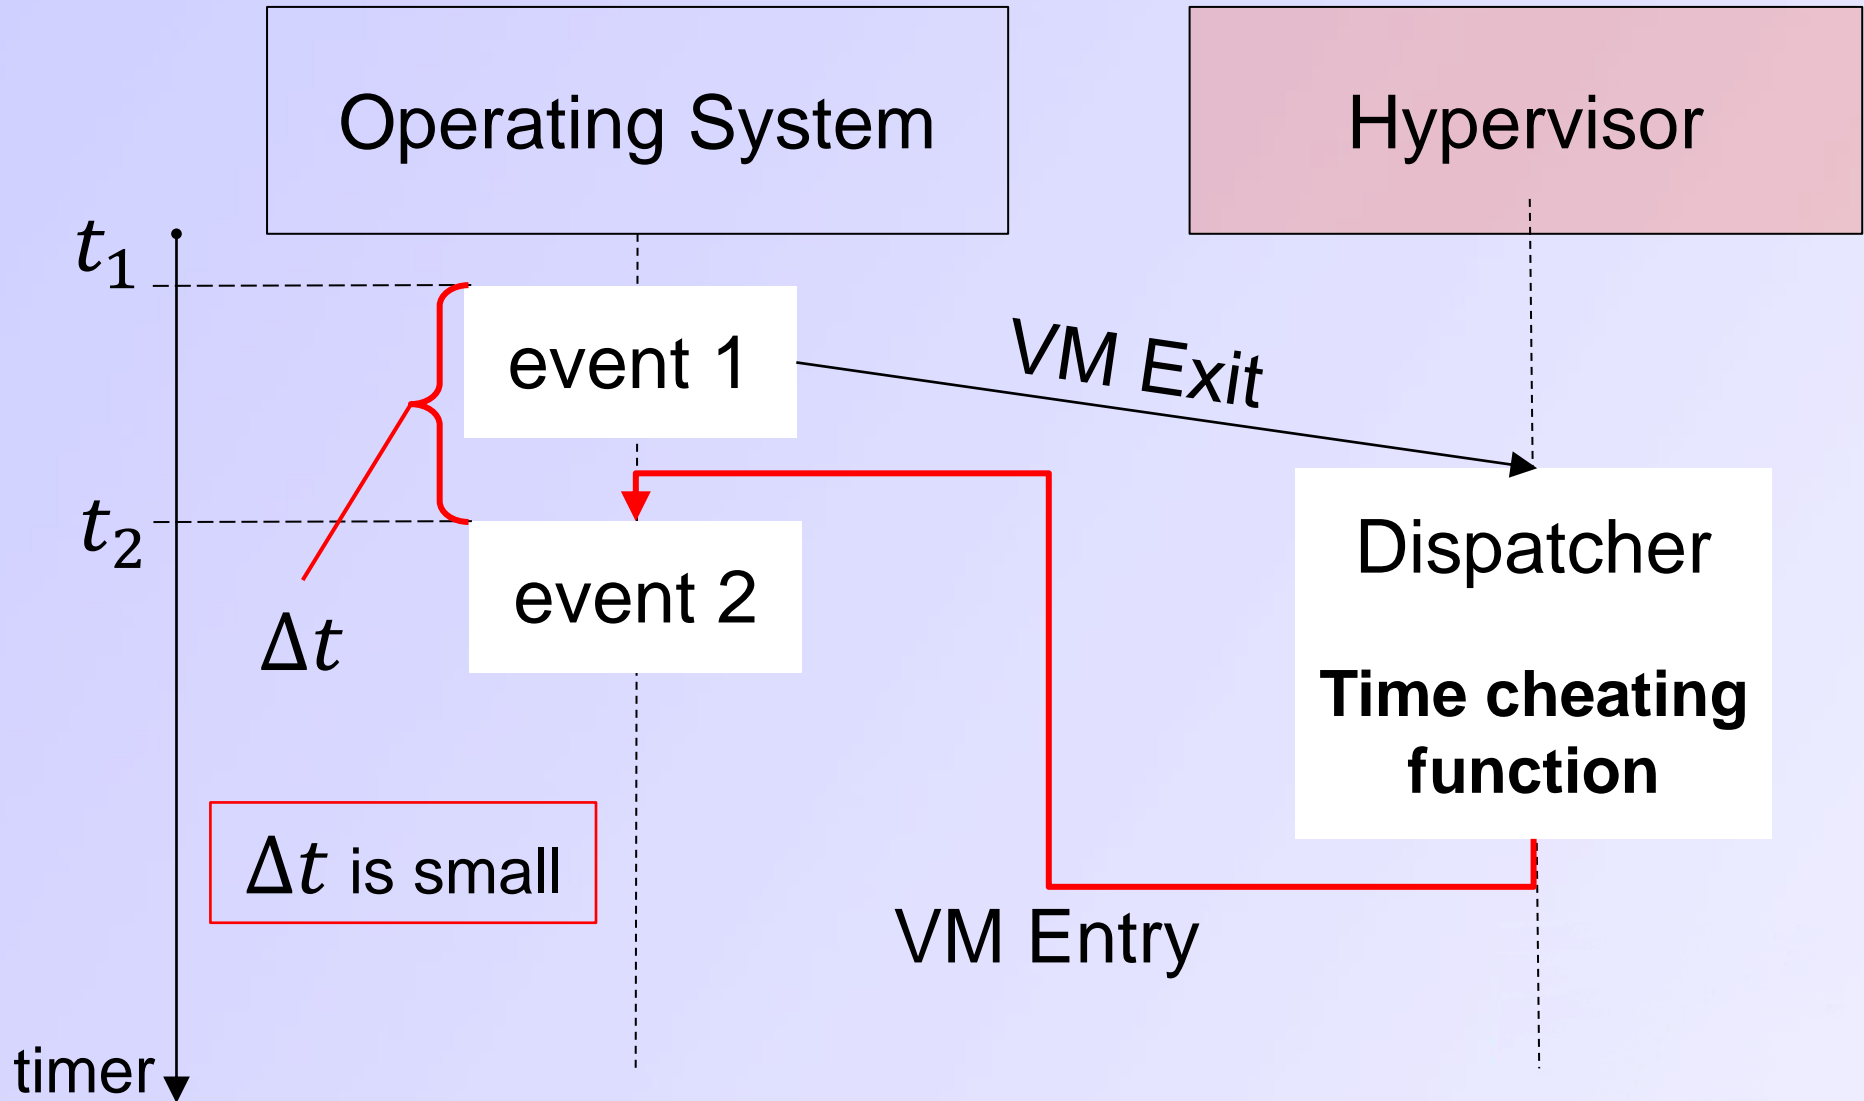 Operating System
Hypervisor
t₁
event 1
VM Exit
t₂
Dispatcher
event 2
Δt
Time cheating
function
Δt is small
VM Entry
timer